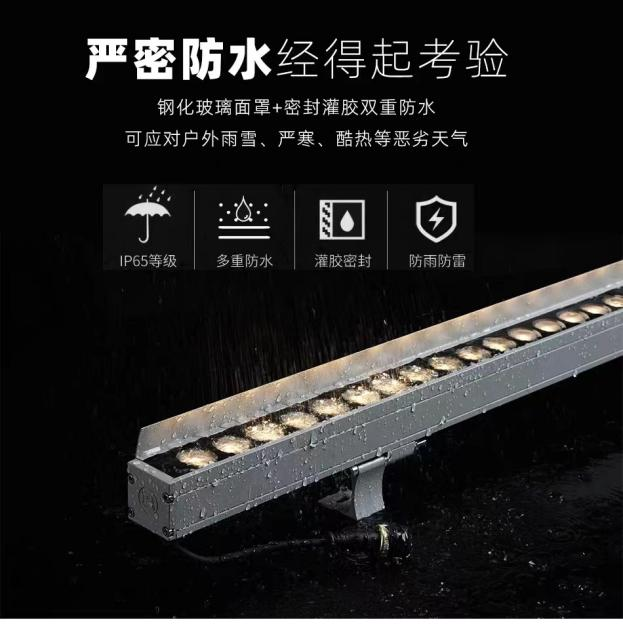 严密防水经得起考验
钢化玻璃面罩+密封灌胶双重防水
可应对户外雨雪、严寒、酷热等恶劣天气
IP65等级
多重防水
灌胶密封
防雨防雷